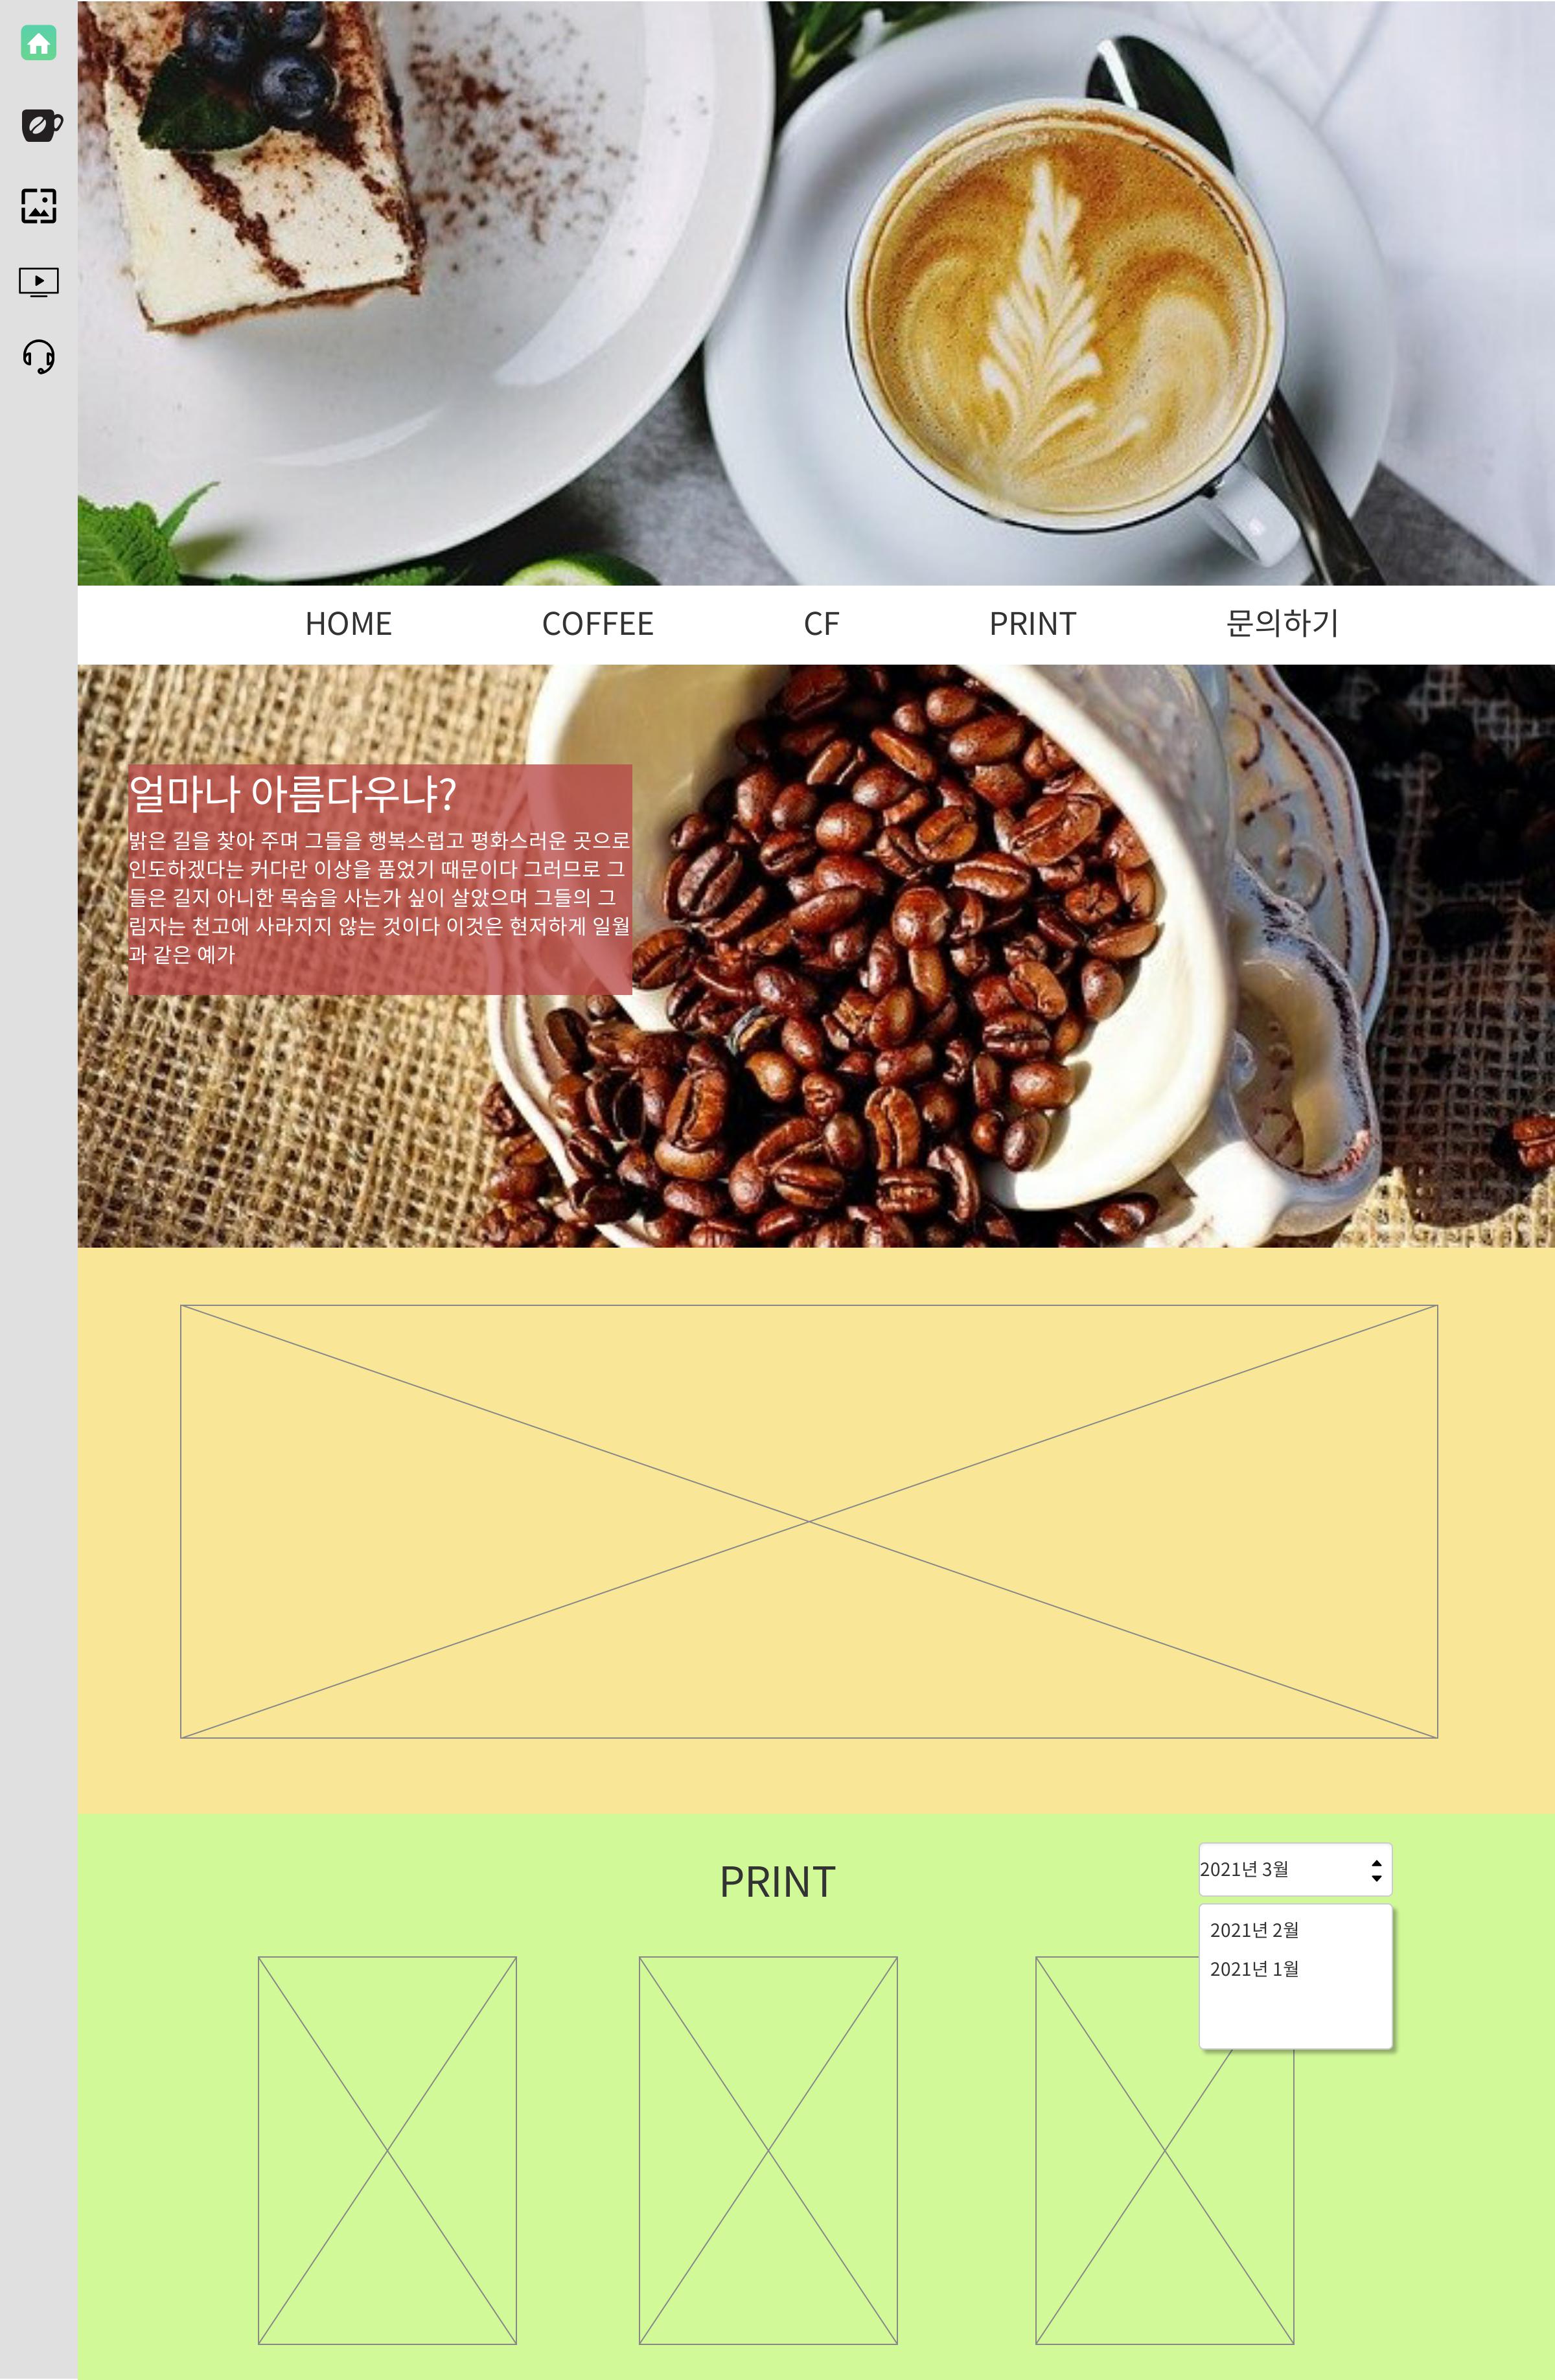 HOME COFFEE CF PRINT 문의하기
얼마나 아름다우냐?
밝은 길을 찾아 주며 그들을 행복스럽고 평화스러운 곳으로
인도하겠다는 커다란 이상을 품었기 때문이다 그러므로 그
들은 길지 아니한 목숨을 사는가 싶이 살았으며 그들의 그
림자는 천고에 사라지지 않는 것이다 이것은 현저하게 일월
과 같은 예가
PRINT
2021년 3월
2021년 2월
2021년 1월